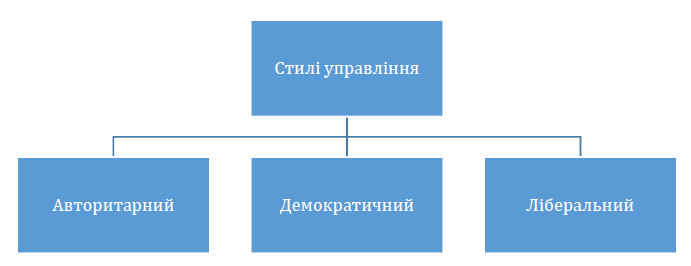 Стилі управління
Авторитарний
Демократичний
Ліберальний